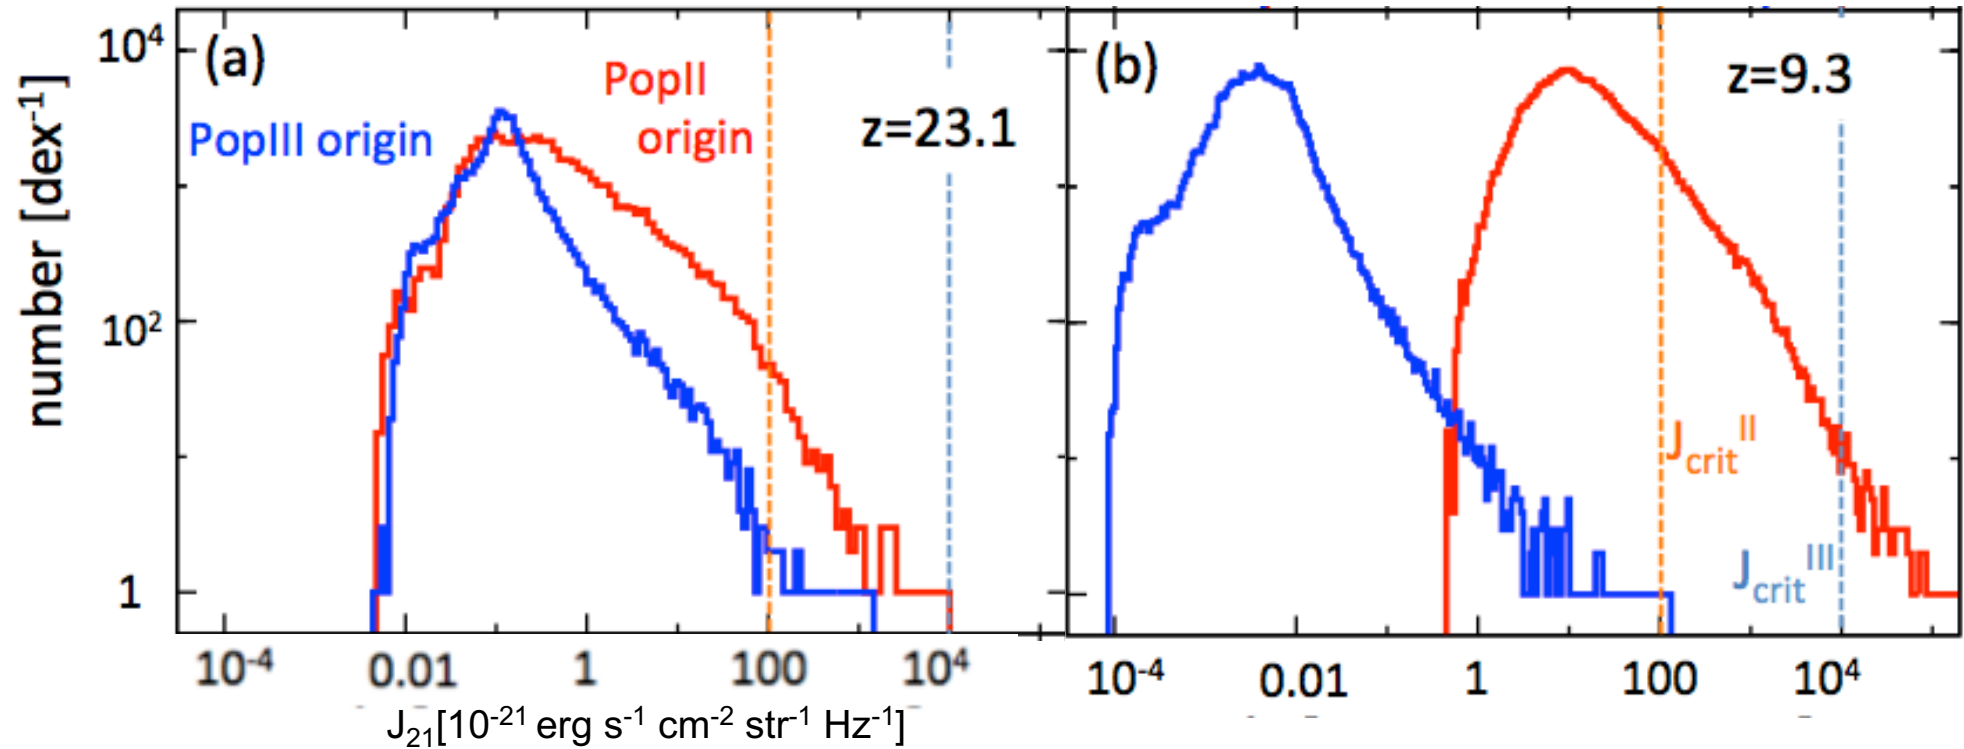 (a)
PopII
origin
PopIII origin
z=23.1
(b)
z=9.3
J_crit^II
J_crit^III
number [dex⁻¹]
10⁴
10²
1
10⁻⁴ 0.01 1 100 10⁴
10⁻⁴ 0.01 1 100 10⁴
J₂₁[10⁻²¹ erg s⁻¹ cm⁻² str⁻¹ Hz⁻¹]